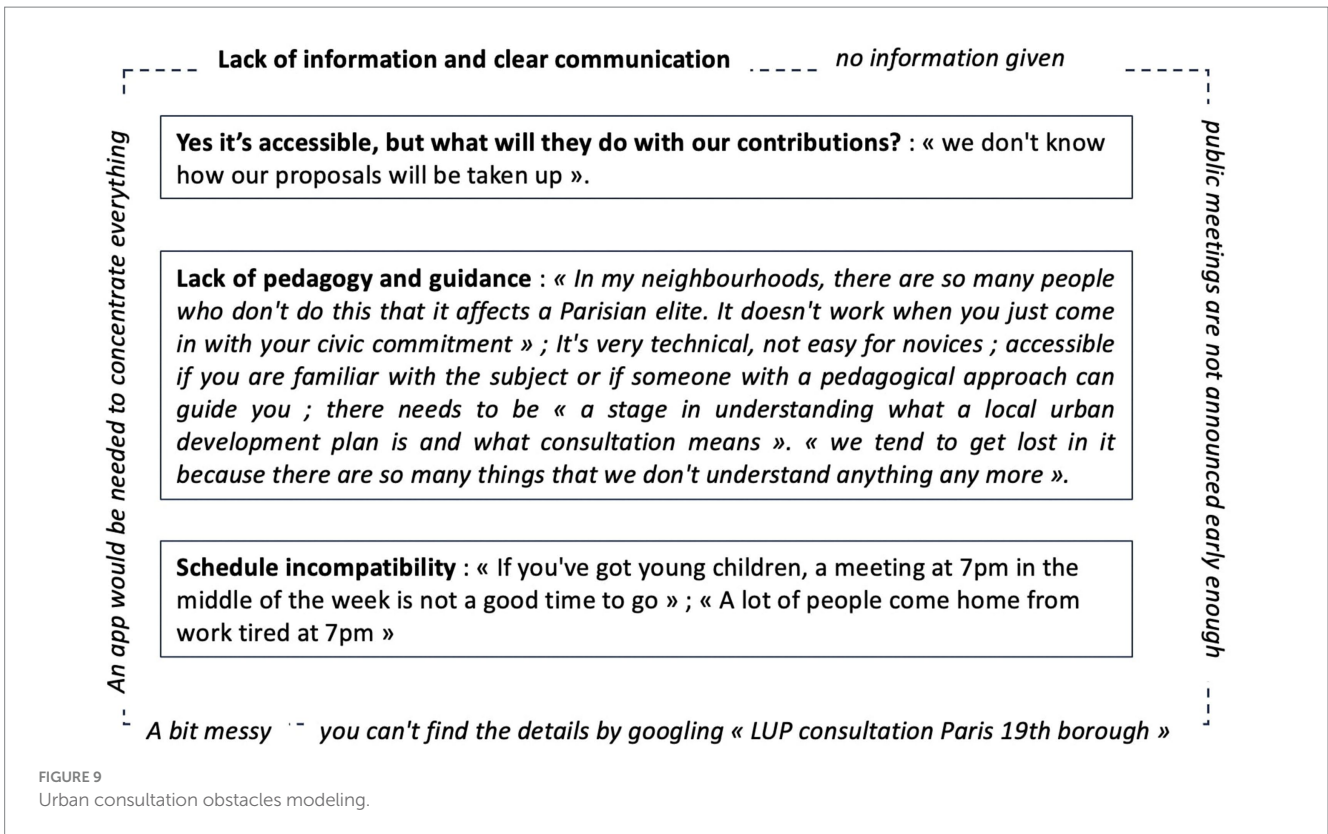 Lack of information and clear communication
no information given
An app would be needed to concentrate everything
public meetings are not announced early enough
Yes it’s accessible, but what will they do with our contributions? : « we don't know
how our proposals will be taken up ».
Lack of pedagogy and guidance : « In my neighbourhoods, there are so many people
who don't do this that it affects a Parisian elite. It doesn't work when you just come
in with your civic commitment » ; It's very technical, not easy for novices ; accessible
if you are familiar with the subject or if someone with a pedagogical approach can
guide you ; there needs to be « a stage in understanding what a local urban
development plan is and what consultation means ». « we tend to get lost in it
because there are so many things that we don't understand anything any more ».
Schedule incompatibility : « If you've got young children, a meeting at 7pm in the
middle of the week is not a good time to go » ; « A lot of people come home from
work tired at 7pm »
A bit messy
you can't find the details by googling « LUP consultation Paris 19th borough »
FIGURE 9
Urban consultation obstacles modeling.